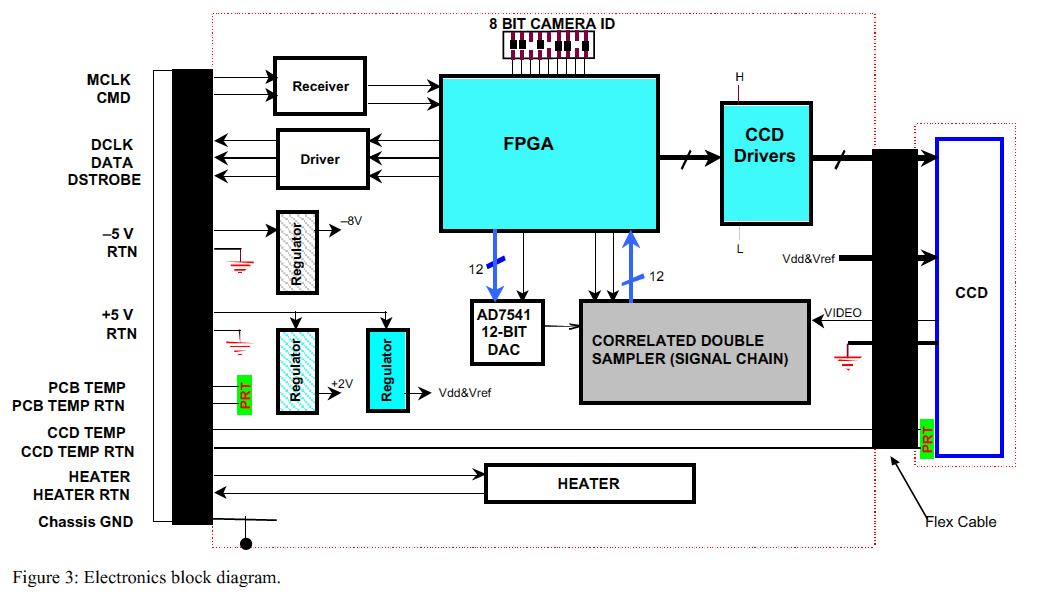 8 BIT CAMERA ID
MCLK
CMD
Receiver
DCLK
DATA
DSTROBE
Driver
FPGA
H
CCD
Drivers
L
–5 V
RTN
Regulator
–8V
12
12
Vdd&Vref
CCD
+5 V
RTN
Regulator
+2V
Regulator
Vdd&Vref
AD7541
12-BIT
DAC
CORRELATED DOUBLE
SAMPLER (SIGNAL CHAIN)
VIDEO
PCB TEMP
PCB TEMP RTN
PRT
CCD TEMP
CCD TEMP RTN
PRT
HEATER
HEATER RTN
HEATER
Chassis GND
Flex Cable
Figure 3: Electronics block diagram.